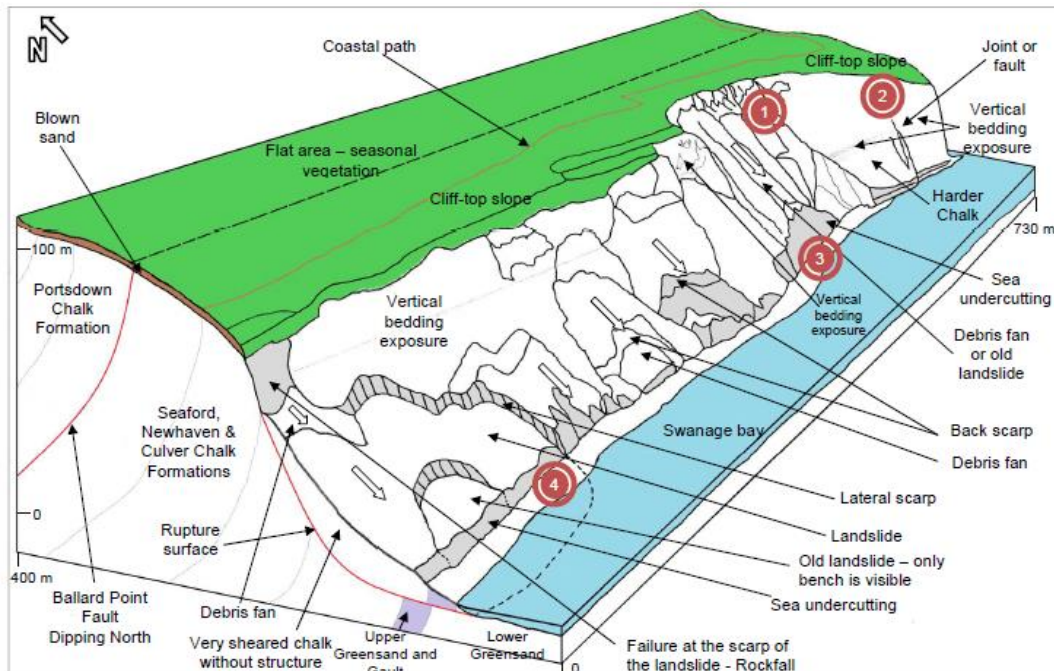 N
Coastal path
Cliff-top slope
Joint or
fault
1
2
Blown
sand
Vertical
bedding
exposure
Flat area – seasonal
vegetation
Cliff-top slope
Harder
Chalk
730 m
100 m
Portsdown
Chalk
Formation
3
Sea
undercutting
Vertical
bedding
exposure
Vertical
bedding
exposure
Debris fan
or old
landslide
Seaford,
Newhaven &
Culver Chalk
Formations
Swanage bay
Back scarp
Debris fan
4
Lateral scarp
0
Rupture
surface
Landslide
Old landslide – only
bench is visible
400 m
Ballard Point
Fault
Dipping North
Debris fan
Sea undercutting
Very sheared chalk
without structure
Upper
Greensand and
Gault
Lower
Greensand
Failure at the scarp of
the landslide - Rockfall
0